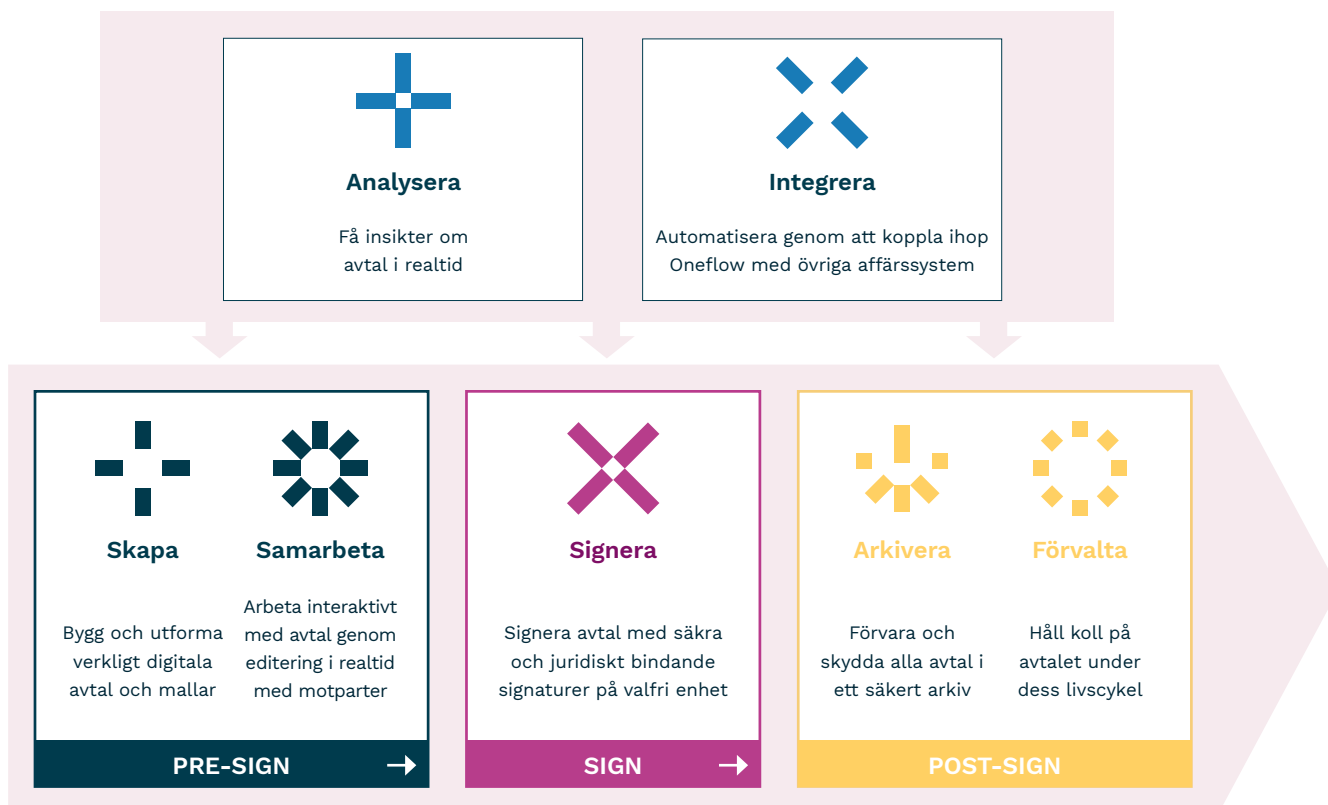 Analysera
Få insikter om
avtal i realtid
Integrera
Automatisera genom att koppla ihop
Oneflow med övriga affärssystem
Skapa
Bygg och utforma
verkligt digitala
avtal och mallar
Samarbeta
Arbeta interaktivt
med avtal genom
editering i realtid
med motparter
PRE-SIGN
Signera
Signera avtal med säkra
och juridiskt bindande
signaturer på valfri enhet
SIGN
Arkivera
Förvara och
skydda alla avtal i
ett säkert arkiv
Förvalta
Håll koll på
avtalet under
dess livscykel
POST-SIGN